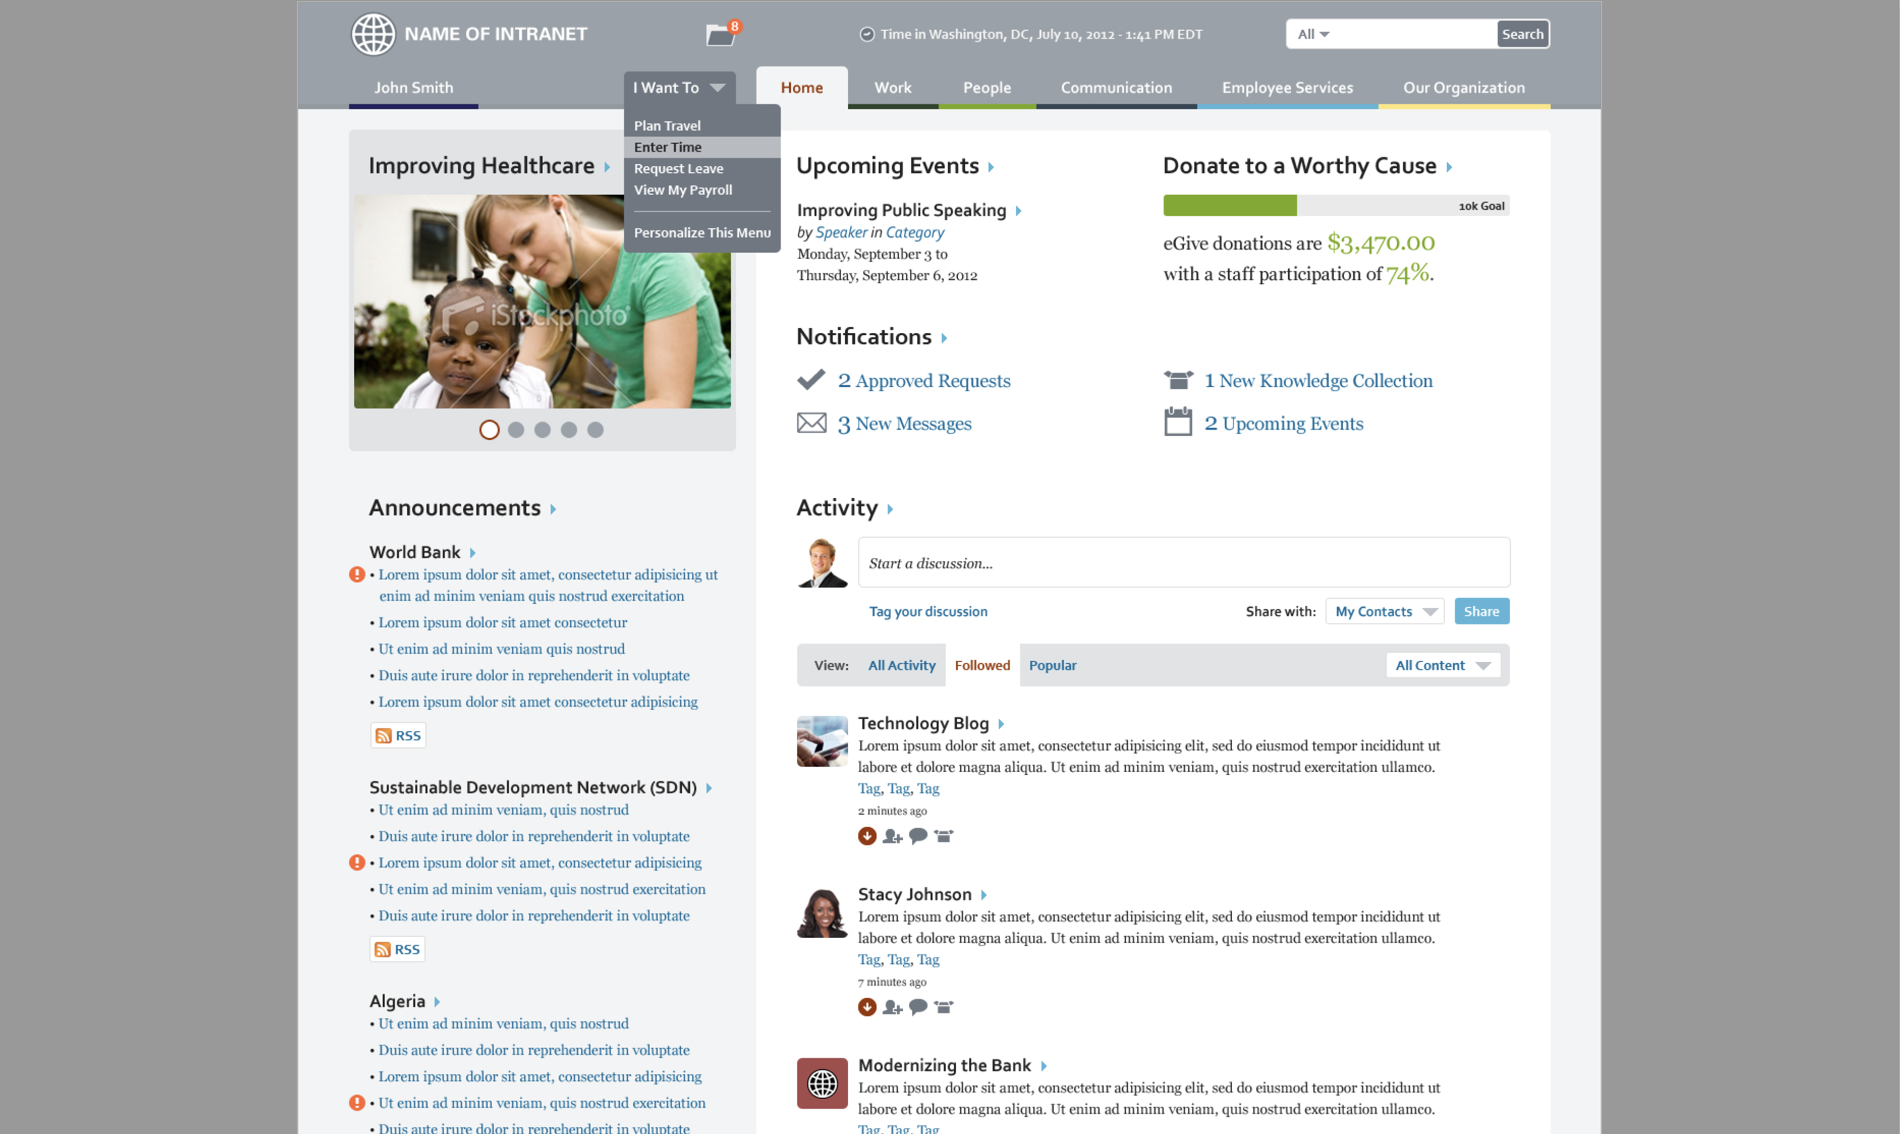 NAME OF INTRANET
8
Time in Washington, DC, July 10, 2012 - 1:41 PM EDT
All
Search
John Smith
I Want To
Home
Work
People
Communication
Employee Services
Our Organization
Plan Travel
Enter Time
Request Leave
View My Payroll
Personalize This Menu
Improving Healthcare
iStockphoto
Upcoming Events
Improving Public Speaking
by Speaker in Category
Monday, September 3 to
Thursday, September 6, 2012
Donate to a Worthy Cause
10k Goal
eGive donations are $3,470.00
with a staff participation of 74%.
Notifications
2 Approved Requests
1 New Knowledge Collection
3 New Messages
2 Upcoming Events
Announcements
World Bank
• Lorem ipsum dolor sit amet, consectetur adipisicing ut
enim ad minim veniam quis nostrud exercitation
• Lorem ipsum dolor sit amet consectetur
• Ut enim ad minim veniam quis nostrud
• Duis aute irure dolor in reprehenderit in voluptate
• Lorem ipsum dolor sit amet consectetur adipisicing
RSS
Sustainable Development Network (SDN)
• Ut enim ad minim veniam, quis nostrud
• Duis aute irure dolor in reprehenderit in voluptate
• Lorem ipsum dolor sit amet, consectetur adipisicing
• Ut enim ad minim veniam, quis nostrud exercitation
• Duis aute irure dolor in reprehenderit in voluptate
RSS
Algeria
• Ut enim ad minim veniam, quis nostrud
• Duis aute irure dolor in reprehenderit in voluptate
• Lorem ipsum dolor sit amet, consectetur adipisicing
• Ut enim ad minim veniam, quis nostrud exercitation
• Duis aute irure dolor in reprehenderit in voluptate
Activity
Start a discussion...
Tag your discussion
Share with:
My Contacts
Share
View:
All Activity
Followed
Popular
All Content
Technology Blog
Lorem ipsum dolor sit amet, consectetur adipisicing elit, sed do eiusmod tempor incididunt ut
labore et dolore magna aliqua. Ut enim ad minim veniam, quis nostrud exercitation ullamco.
Tag, Tag, Tag
2 minutes ago
Stacy Johnson
Lorem ipsum dolor sit amet, consectetur adipisicing elit, sed do eiusmod tempor incididunt ut
labore et dolore magna aliqua. Ut enim ad minim veniam, quis nostrud exercitation ullamco.
Tag, Tag, Tag
7 minutes ago
Modernizing the Bank
Lorem ipsum dolor sit amet, consectetur adipisicing elit, sed do eiusmod tempor incididunt ut
labore et dolore magna aliqua. Ut enim ad minim veniam, quis nostrud exercitation ullamco.
Tag, Tag, Tag